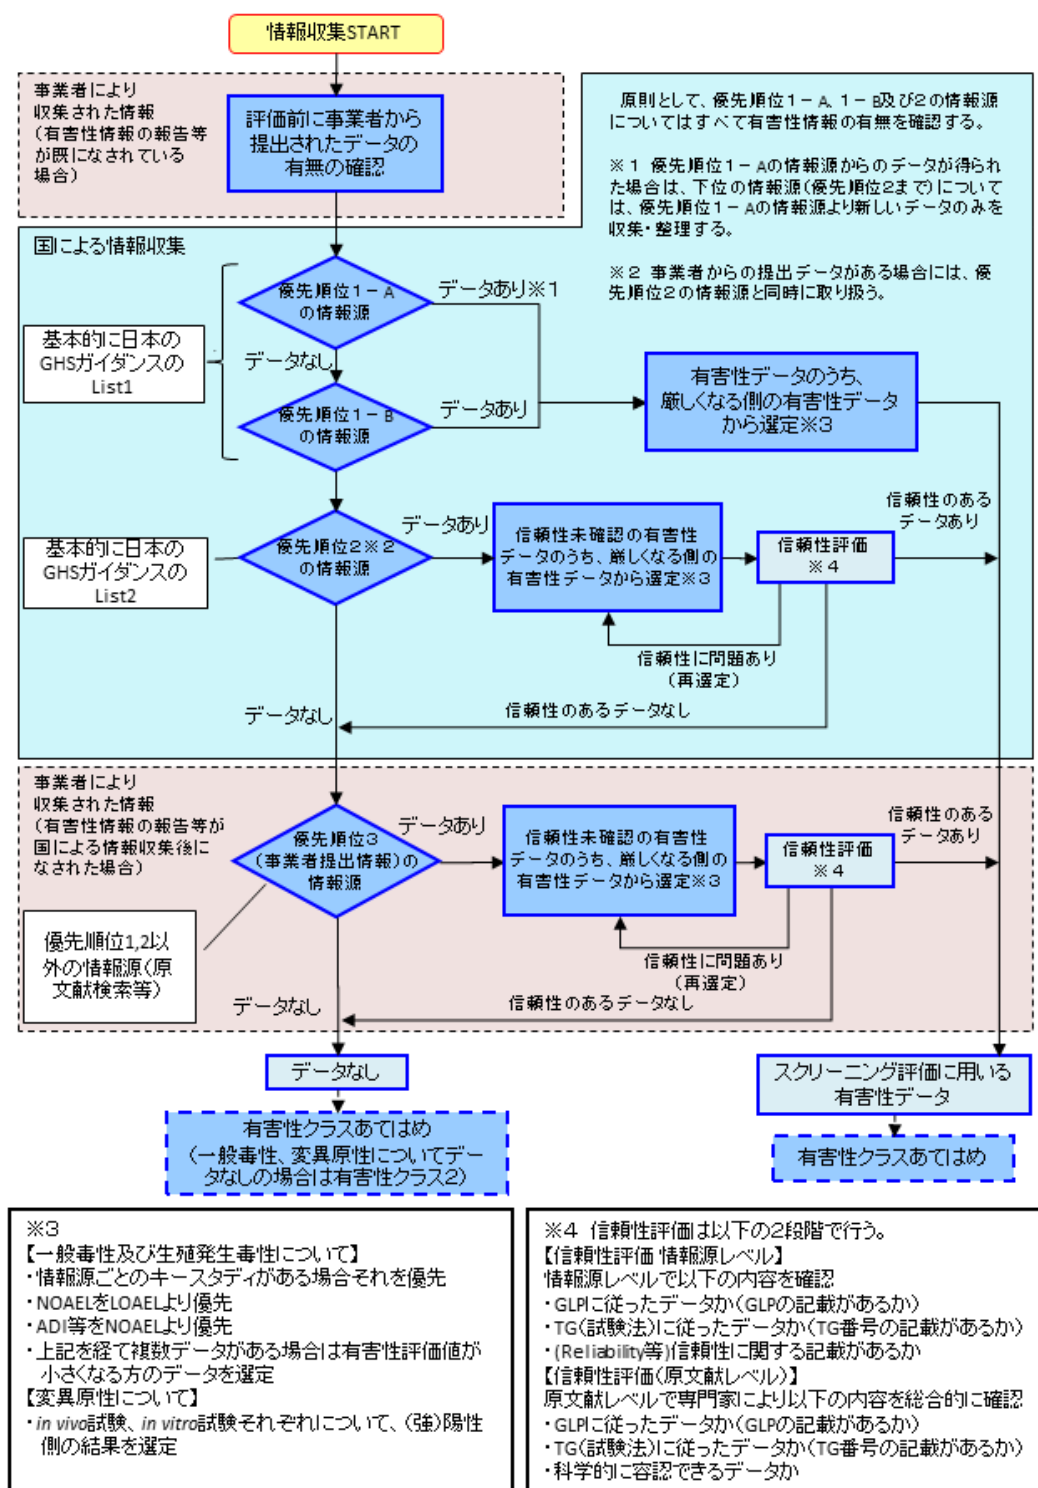 情報収集START
事業者により
収集された情報
(有害性情報の報告等
が既になされている
場合)
評価前に事業者から
提出されたデータの
有無の確認
原則として、優先順位1-A、1-B及び2の情報源
についてはすべて有害性情報の有無を確認する。
※1 優先順位1-Aの情報源からのデータが得られ
た場合は、下位の情報源(優先順位2まで)について
は、優先順位1-Aの情報源より新しいデータのみを
収集・整理する。
※2 事業者からの提出データがある場合には、優
先順位2の情報源と同時に取り扱う。
国による情報収集
優先順位1-A
の情報源
データあり※1
基本的に日本の
GHSガイダンスの
List1
データなし
優先順位1-B
の情報源
データあり
有害性データのうち、
厳しくなる側の有害性データ
から選定※3
優先順位2※2
の情報源
データあり
基本的に日本の
GHSガイダンスの
List2
信頼性未確認の有害性
データのうち、厳しくなる側の
有害性データから選定※3
信頼性評価
※4
信頼性のある
データあり
信頼性に問題あり
(再選定)
データなし
信頼性のあるデータなし
事業者により
収集された情報
(有害性情報の報告等が
国による情報収集後に
なされた場合)
優先順位3
(事業者提出情報)の
情報源
データあり
信頼性未確認の有害性
データのうち、厳しくなる側の
有害性データから選定※3
信頼性評価
※4
信頼性のある
データあり
優先順位1,2以
外の情報源(原
文献検索等)
信頼性に問題あり
(再選定)
データなし
信頼性のあるデータなし
データなし
有害性クラスあてはめ
(一般毒性、変異原性についてデー
タなしの場合は有害性クラス2)
スクリーニング評価に用いる
有害性データ
有害性クラスあてはめ
※3
【一般毒性及び生殖発生毒性について】
・情報源ごとのキースタディがある場合それを優先
・NOAELをLOAELより優先
・ADI等をNOAELより優先
・上記を経て複数データがある場合は有害性評価値が
小さくなる方のデータを選定
【変異原性について】
・in vivo試験、in vitro試験それぞれについて、(強)陽性
側の結果を選定
※4 信頼性評価は以下の2段階で行う。
【信頼性評価 情報源レベル】
情報源レベルで以下の内容を確認
・GLPに従ったデータか(GLPの記載があるか)
・TG(試験法)に従ったデータか(TG番号の記載があるか)
・(Reliability等)信頼性に関する記載があるか
【信頼性評価(原文献レベル)】
原文献レベルで専門家により以下の内容を総合的に確認
・GLPに従ったデータか(GLPの記載があるか)
・TG(試験法)に従ったデータか(TG番号の記載があるか)
・科学的に容認できるデータか